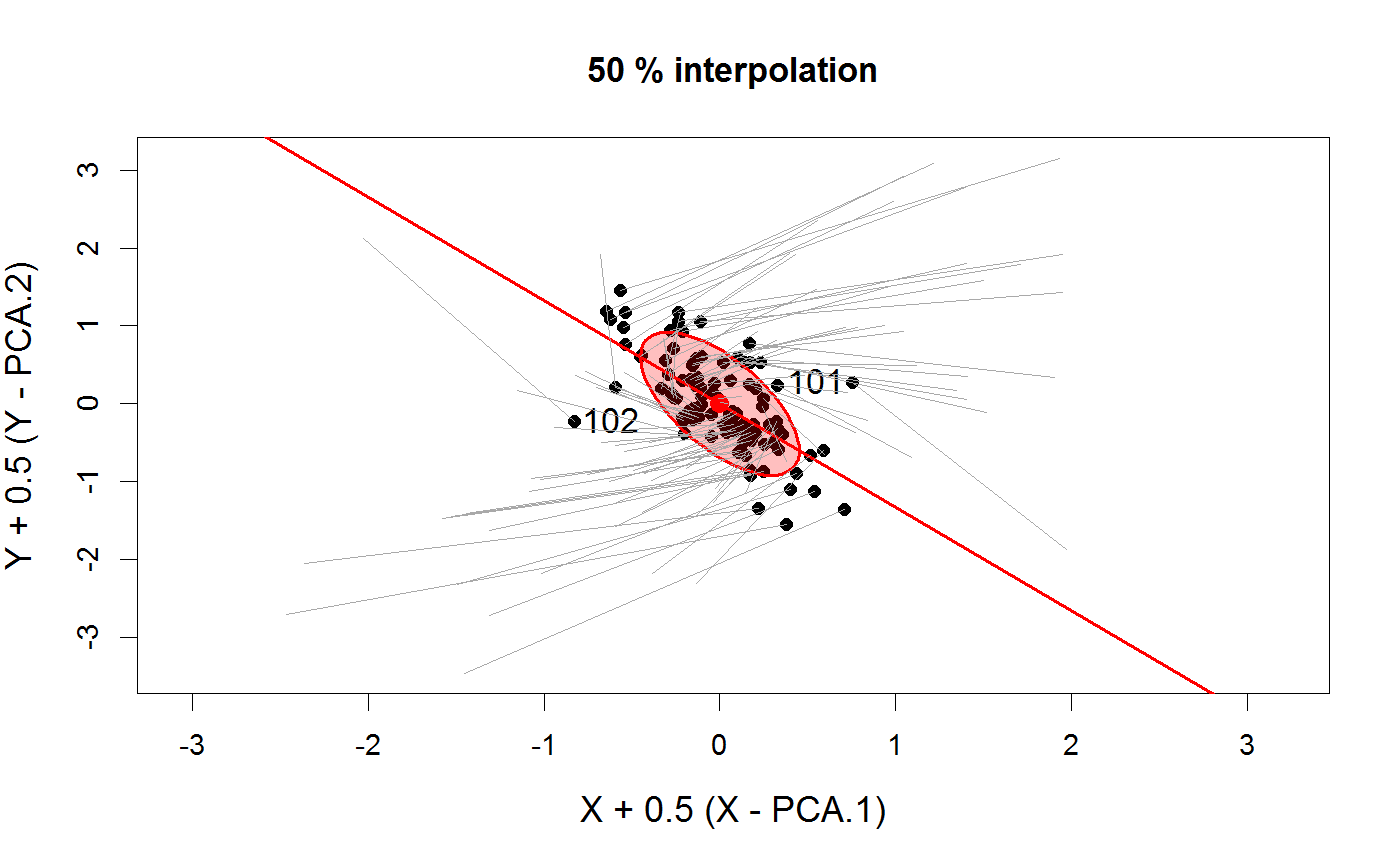 50 % interpolation
Y + 0.5 (Y - PCA.2)
3
2
1
0
-1
-2
-3
101
102
-3 -2 -1 0 1 2 3
X + 0.5 (X - PCA.1)